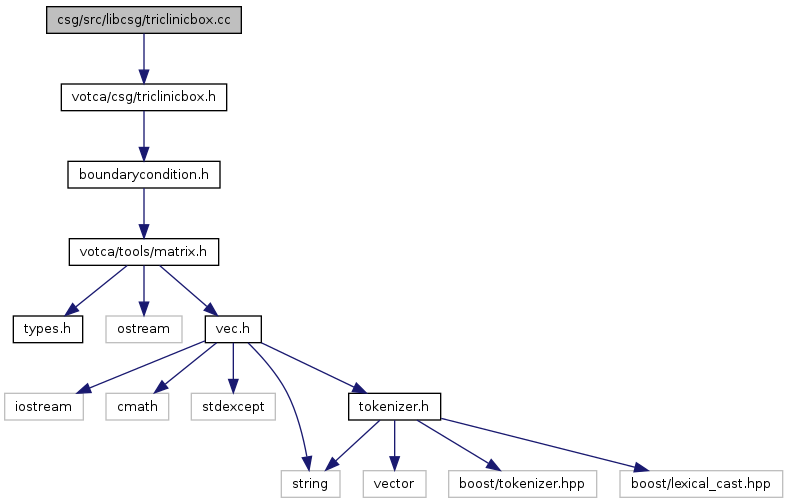 csg/src/libcsg/triclinicbox.cc
votca/csg/triclinicbox.h
boundarycondition.h
votca/tools/matrix.h
types.h
ostream
vec.h
iostream
cmath
stdexcept
tokenizer.h
string
vector
boost/tokenizer.hpp
boost/lexical_cast.hpp